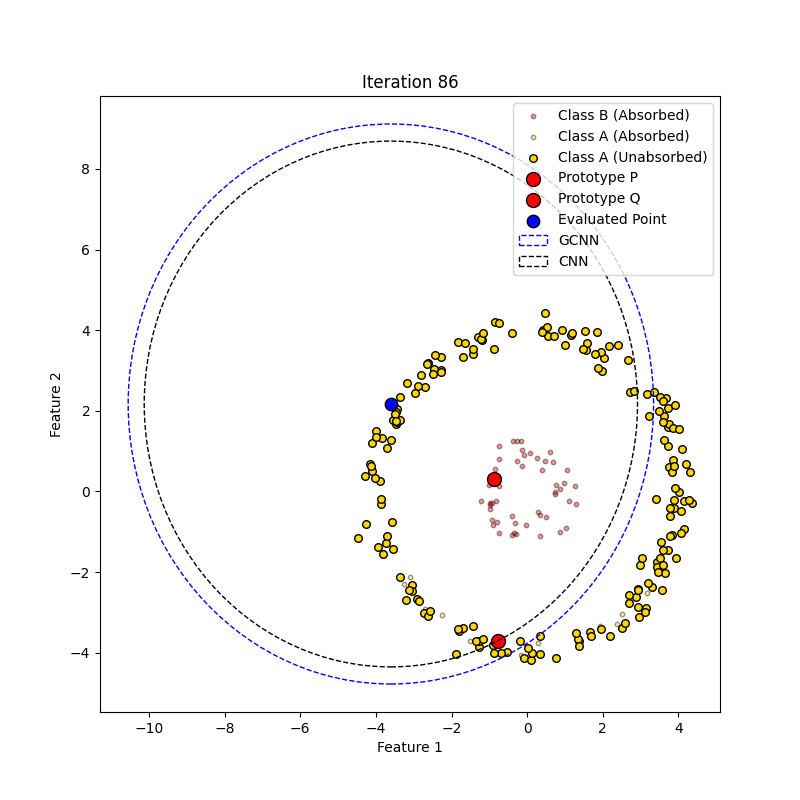 Iteration 86
Class B (Absorbed)
Class A (Absorbed)
Class A (Unabsorbed)
Prototype P
Prototype Q
Evaluated Point
GCNN
CNN
8
6
4
2
0
−2
−4
Feature 2
−10 −8 −6 −4 −2 0 2 4
Feature 1